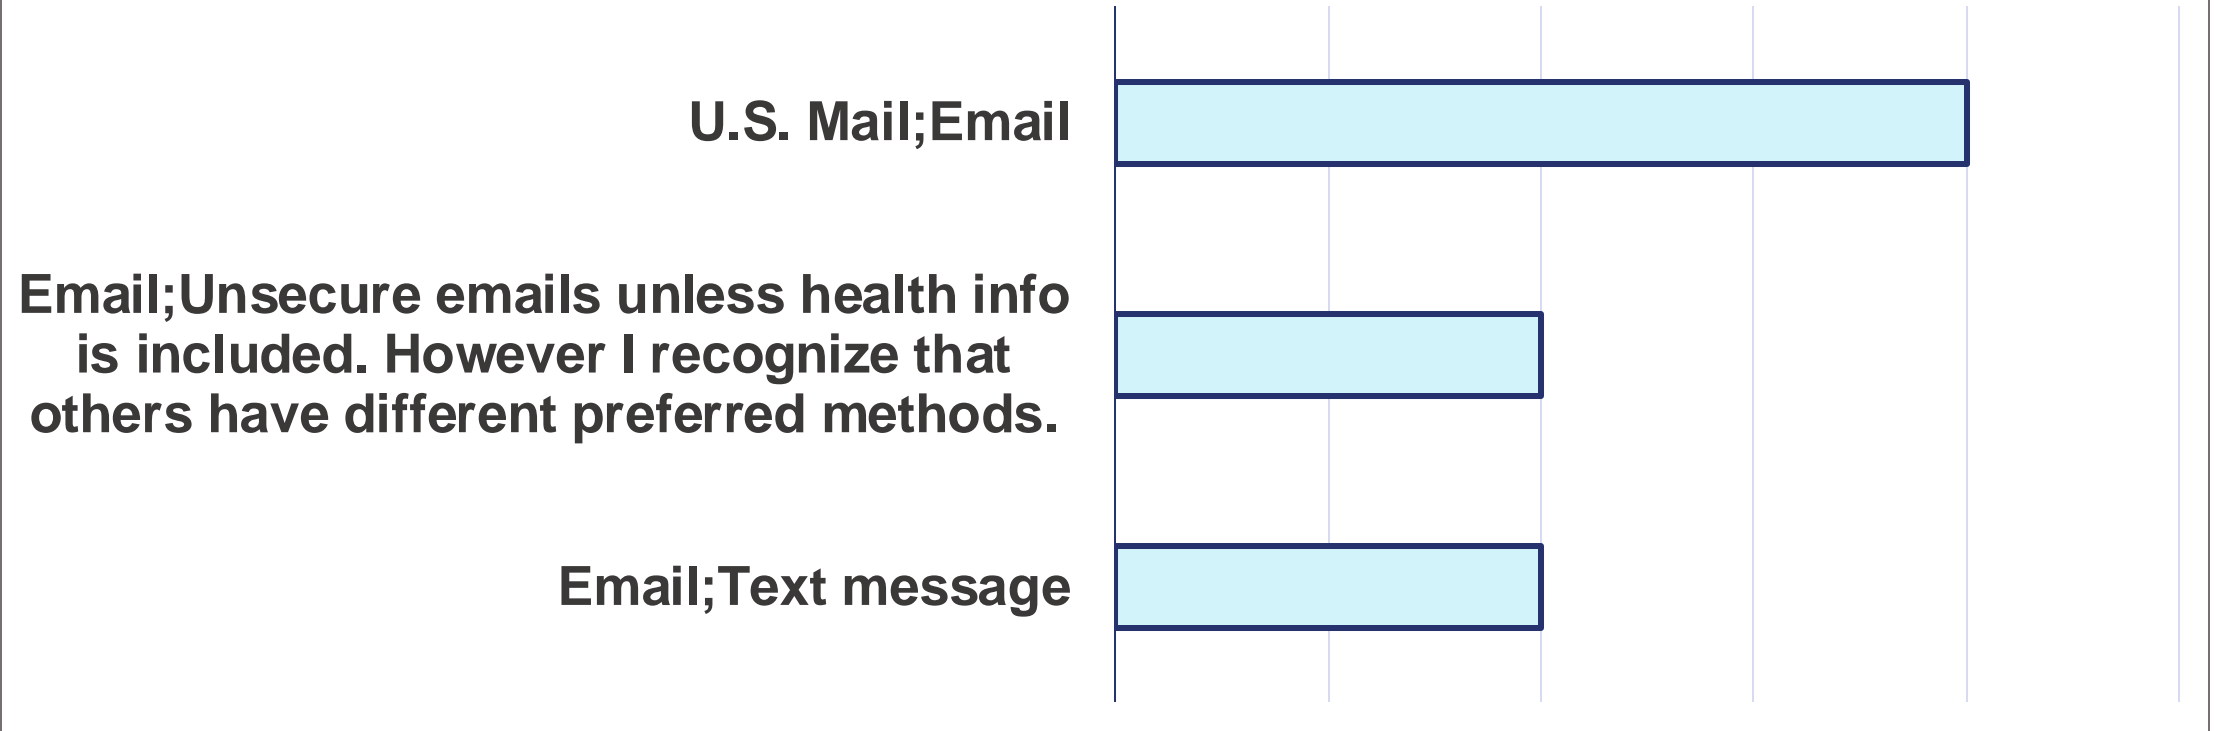 U.S. Mail;Email
Email;Unsecure emails unless health info
is included. However I recognize that
others have different preferred methods.
Email;Text message